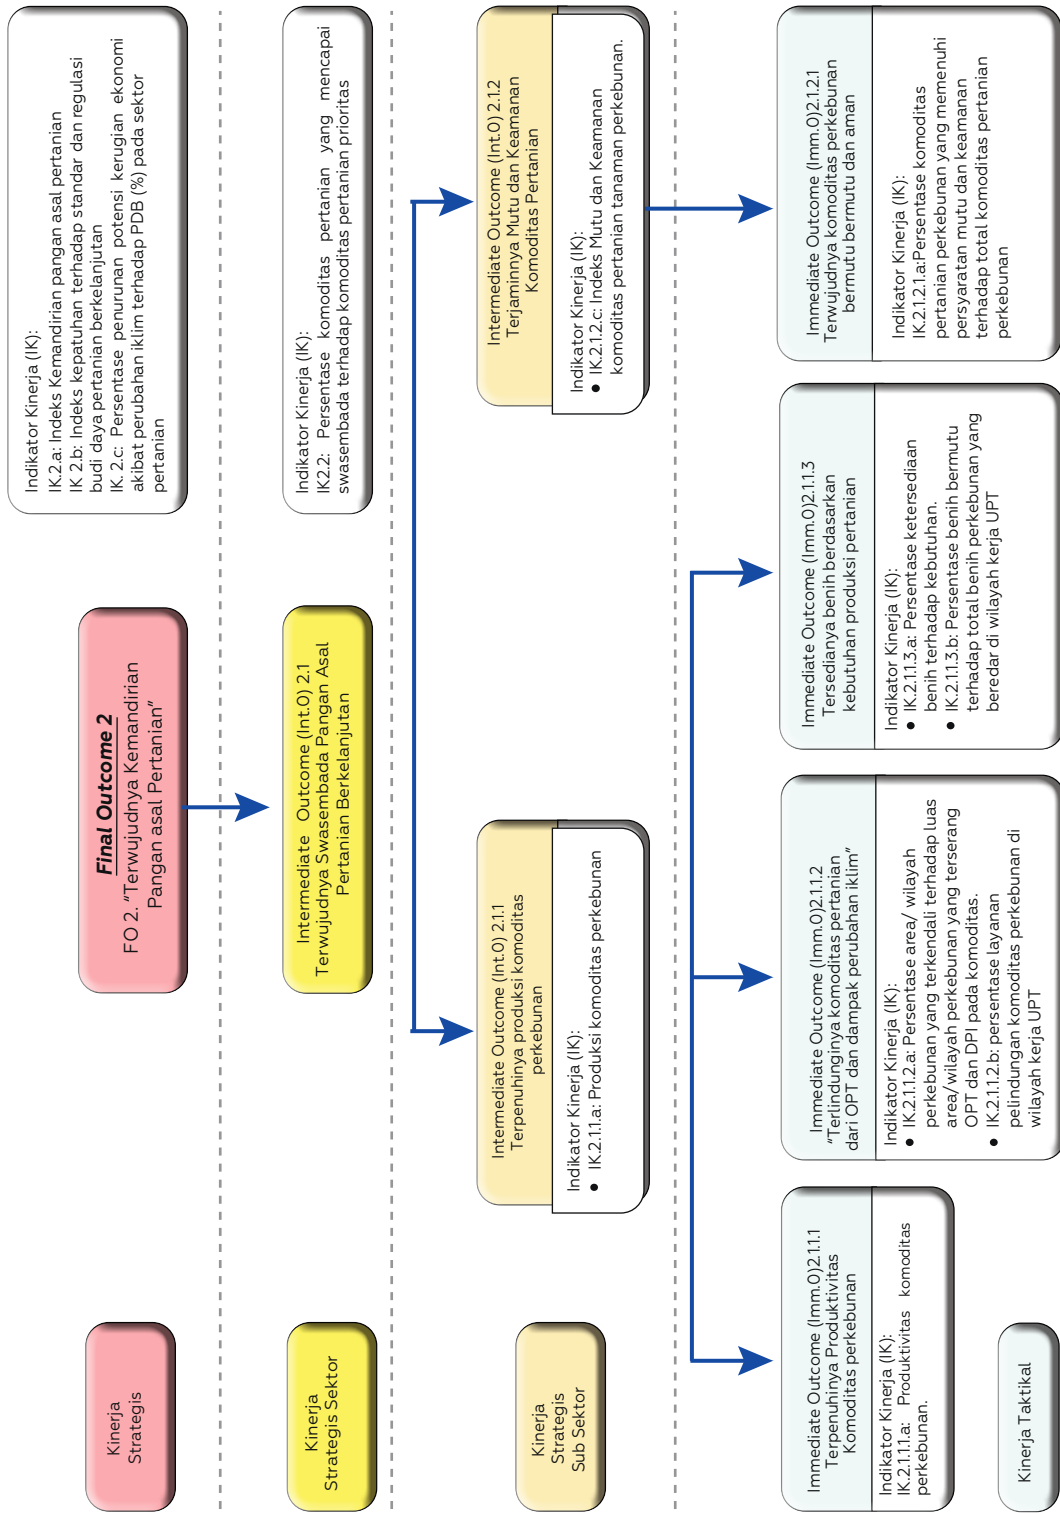 Kinerja
Strategis
Final Outcome 2
FO 2. “Terwujudnya Kemandirian
Pangan asal Pertanian”
Indikator Kinerja (IK):
IK.2.a: Indeks Kemandirian pangan asal pertanian
IK 2.b: Indeks kepatuhan terhadap standar dan regulasi
budi daya pertanian berkelanjutan
IK. 2.c: Persentase penurunan potensi kerugian ekonomi
akibat perubahan iklim terhadap PDB (%) pada sektor
pertanian
Kinerja
Strategis Sektor
Intermediate Outcome (Int.0) 2.1
Terwujudnya Swasembada Pangan Asal
Pertanian Berkelanjutan
Indikator Kinerja (IK):
IK2.2: Persentase komoditas pertanian yang mencapai
swasembada terhadap komoditas pertanian prioritas
Kinerja
Strategis
Sub Sektor
Intermediate Outcome (Int.0) 2.1.1
Terpenuhinya produksi komoditas
perkebunan
Indikator Kinerja (IK):
● IK.2.1.1.a: Produksi komoditas perkebunan
Intermediate Outcome (Int.0) 2.1.2
Terjaminnya Mutu dan Keamanan
Komoditas Pertanian
Indikator Kinerja (IK):
● IK.2.1.2.c: Indeks Mutu dan Keamanan
komoditas pertanian tanaman perkebunan.
Immediate Outcome (Imm.0)2.1.1.1
Terpenuhinya Produktivitas
Komoditas perkebunan
Indikator Kinerja (IK):
IK.2.1.1.1.a: Produktivitas komoditas
perkebunan.
Immediate Outcome (Imm.0)2.1.1.2
“Terlindunginya komoditas pertanian
dari OPT dan dampak perubahan iklim”
Indikator Kinerja (IK):
● IK.2.1.1.2.a: Persentase area/ wilayah
perkebunan yang terkendali terhadap luas
area/wilayah perkebunan yang terserang
OPT dan DPI pada komoditas.
● IK.2.1.1.2.b: persentase layanan
pelindungan komoditas perkebunan di
wilayah kerja UPT
Immediate Outcome (Imm.0)2.1.1.3
Tersedianya benih berdasarkan
kebutuhan produksi pertanian
Indikator Kinerja (IK):
● IK.2.1.1.3.a: Persentase ketersediaan
benih terhadap kebutuhan.
● IK.2.1.1.3.b: Persentase benih bermutu
terhadap total benih perkebunan yang
beredar di wilayah kerja UPT
Immediate Outcome (Imm.0)2.1.2.1
Terwujudnya komoditas perkebunan
bermutu bermutu dan aman
Indikator Kinerja (IK):
IK.2.1.2.1.a:Persentase komoditas
pertanian perkebunan yang memenuhi
persyaratan mutu dan keamanan
terhadap total komoditas pertanian
perkebunan
Kinerja Taktikal